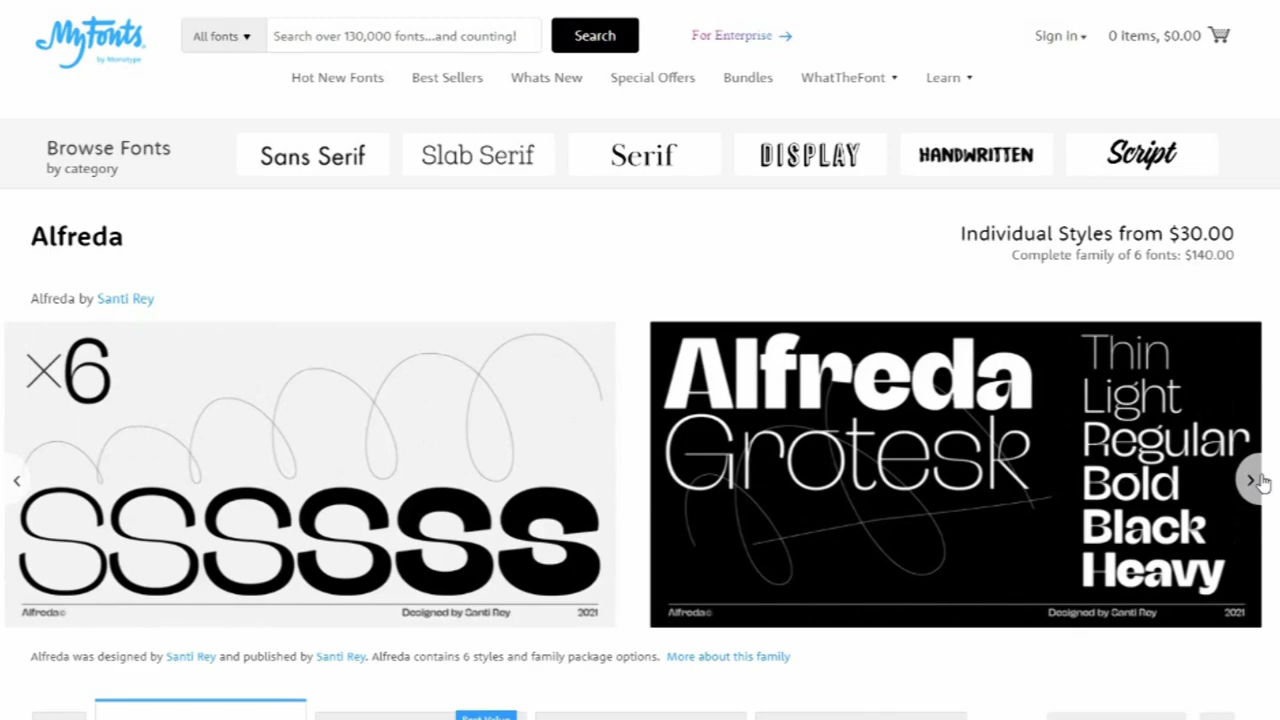 MyFonts
by Monotype
All fonts
Search over 130,000 fonts...and counting!
Search
For Enterprise →
Sign In
0 items, $0.00
Hot New Fonts
Best Sellers
Whats New
Special Offers
Bundles
WhatTheFont
Learn
Browse Fonts
by category
Sans Serif
Slab Serif
Serif
DISPLAY
HANDWRITTEN
Script
Alfreda
Individual Styles from $30.00
Complete family of 6 fonts: $140.00
Alfreda by Santi Rey
×6
SSSSSS
Alfreda©
Designed by Santi Rey
2021
Alfreda
Grotesk
Thin
Light
Regular
Bold
Black
Heavy
Alfreda©
Designed by Santi Rey
2021
Alfreda was designed by Santi Rey and published by Santi Rey. Alfreda contains 6 styles and family package options. More about this family
Best Value